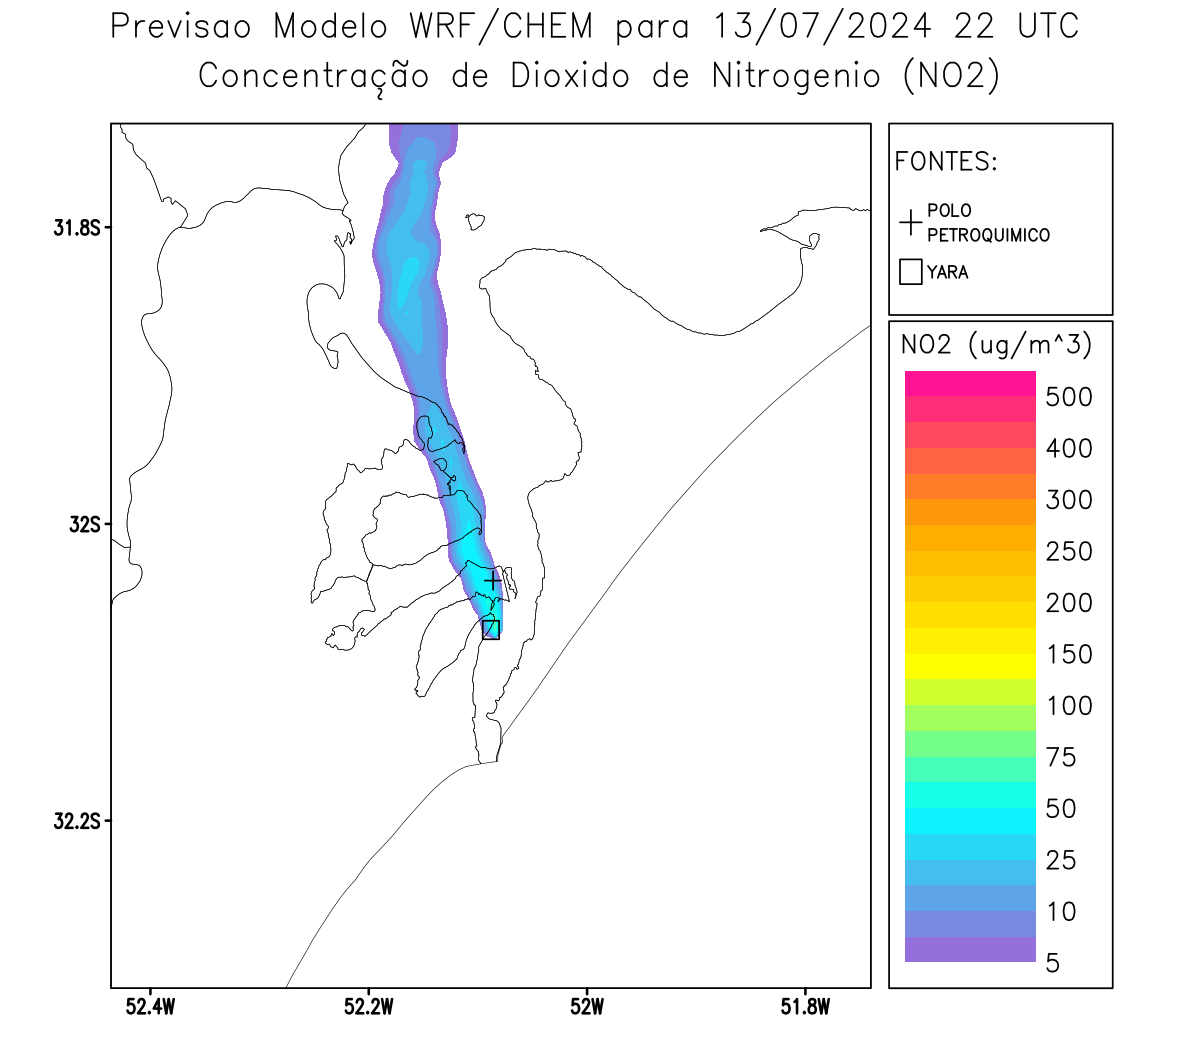 Previsao Modelo WRF/CHEM para 13/07/2024 22 UTC
Concentração de Dioxido de Nitrogenio (NO2)
FONTES:
POLO
PETROQUIMICO
YARA
NO2 (ug/m^3)
500
400
300
250
200
150
100
75
50
25
10
5
31.8S
32S
32.2S
52.4W
52.2W
52W
51.8W